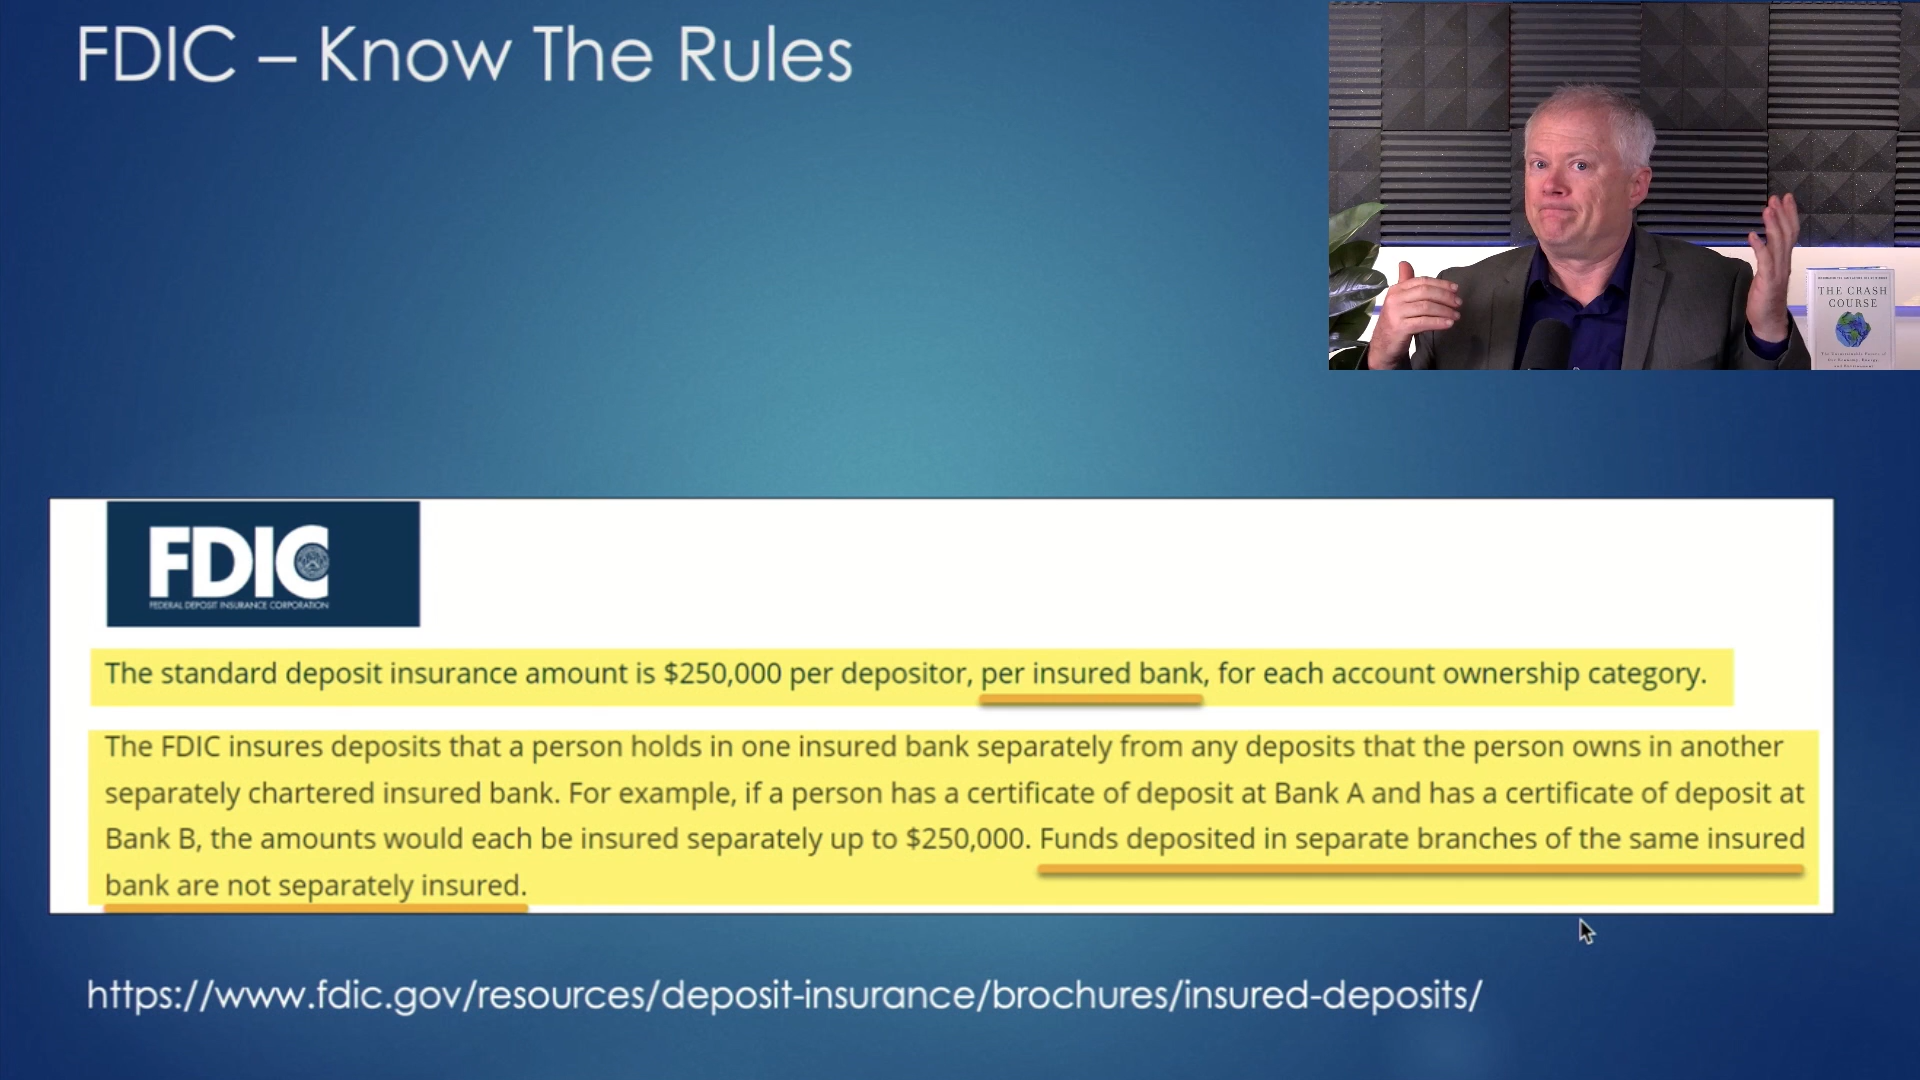 FDIC – Know The Rules
THE CRASH
COURSE
FDIC
FEDERAL DEPOSIT INSURANCE CORPORATION
The standard deposit insurance amount is $250,000 per depositor, per insured bank, for each account ownership category.
The FDIC insures deposits that a person holds in one insured bank separately from any deposits that the person owns in another
separately chartered insured bank. For example, if a person has a certificate of deposit at Bank A and has a certificate of deposit at
Bank B, the amounts would each be insured separately up to $250,000. Funds deposited in separate branches of the same insured
bank are not separately insured.
https://www.fdic.gov/resources/deposit-insurance/brochures/insured-deposits/